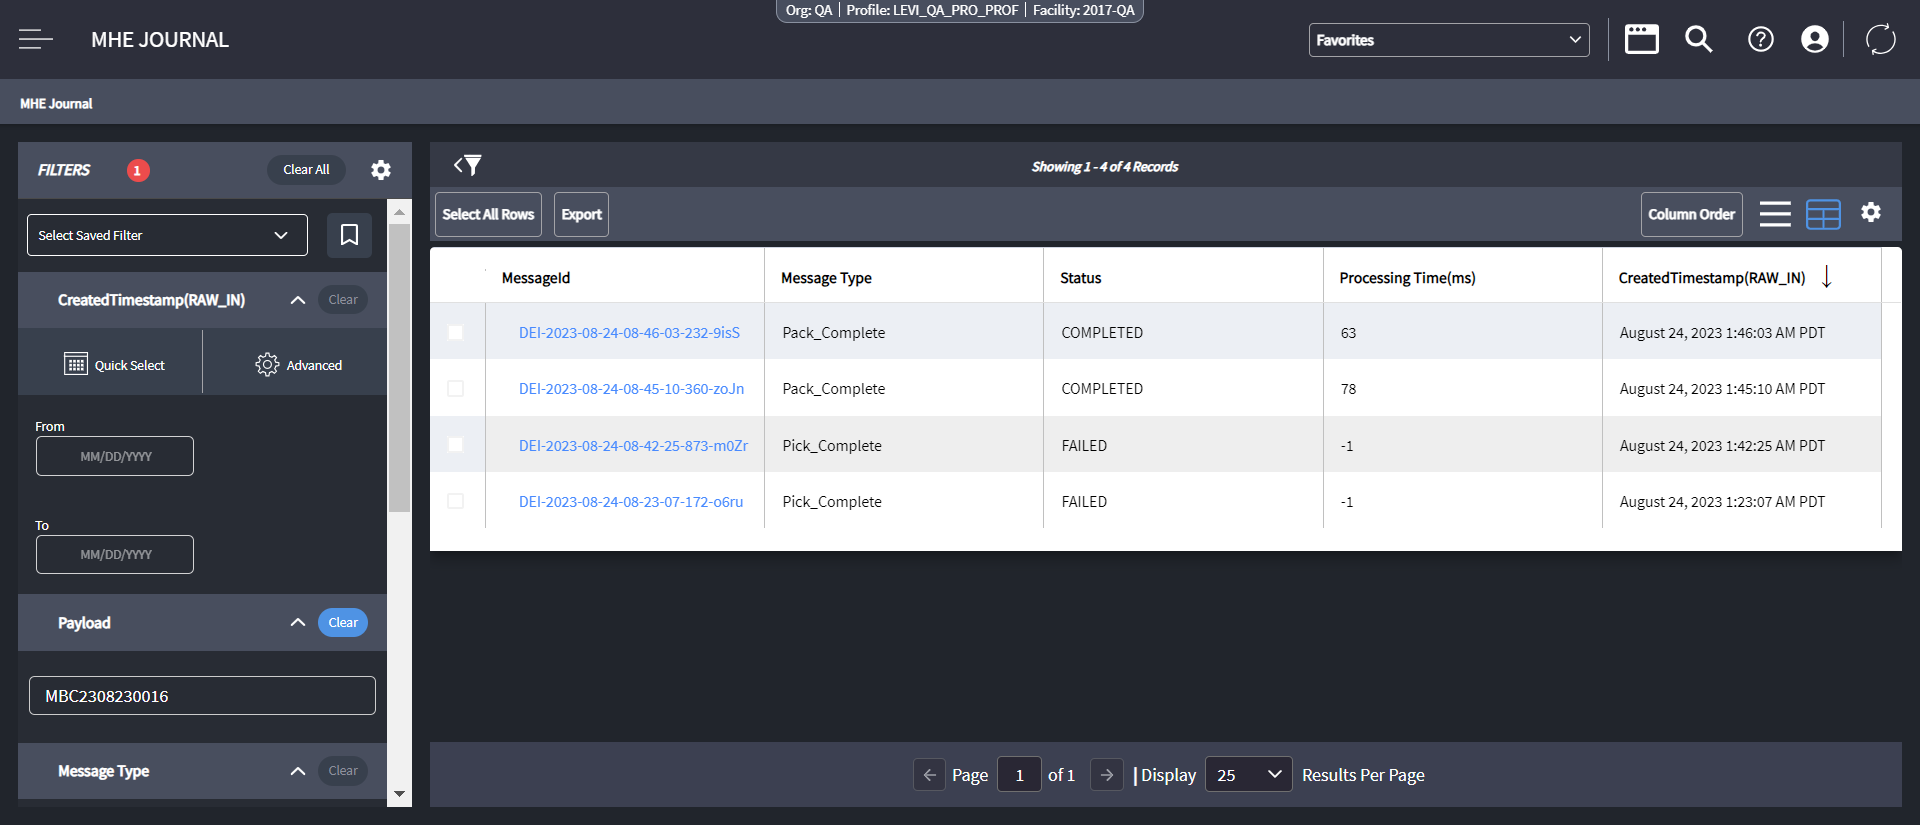 Org: QA | Profile: LEVI_QA_PRO_PROF | Facility: 2017-QA
MHE JOURNAL
Favorites
MHE Journal
FILTERS 1 Clear All
Select Saved Filter
CreatedTimestamp(RAW_IN) Clear
Quick Select Advanced
From
MM/DD/YYYY
To
MM/DD/YYYY
Payload Clear
MBC2308230016
Message Type Clear
Showing 1 - 4 of 4 Records
Select All Rows Export Column Order
MessageId Message Type Status Processing Time(ms) CreatedTimestamp(RAW_IN)
DEI-2023-08-24-08-46-03-232-9isS Pack_Complete COMPLETED 63 August 24, 2023 1:46:03 AM PDT
DEI-2023-08-24-08-45-10-360-zoJn Pack_Complete COMPLETED 78 August 24, 2023 1:45:10 AM PDT
DEI-2023-08-24-08-42-25-873-m0Zr Pick_Complete FAILED -1 August 24, 2023 1:42:25 AM PDT
DEI-2023-08-24-08-23-07-172-o6ru Pick_Complete FAILED -1 August 24, 2023 1:23:07 AM PDT
Page 1 of 1 | Display 25 Results Per Page